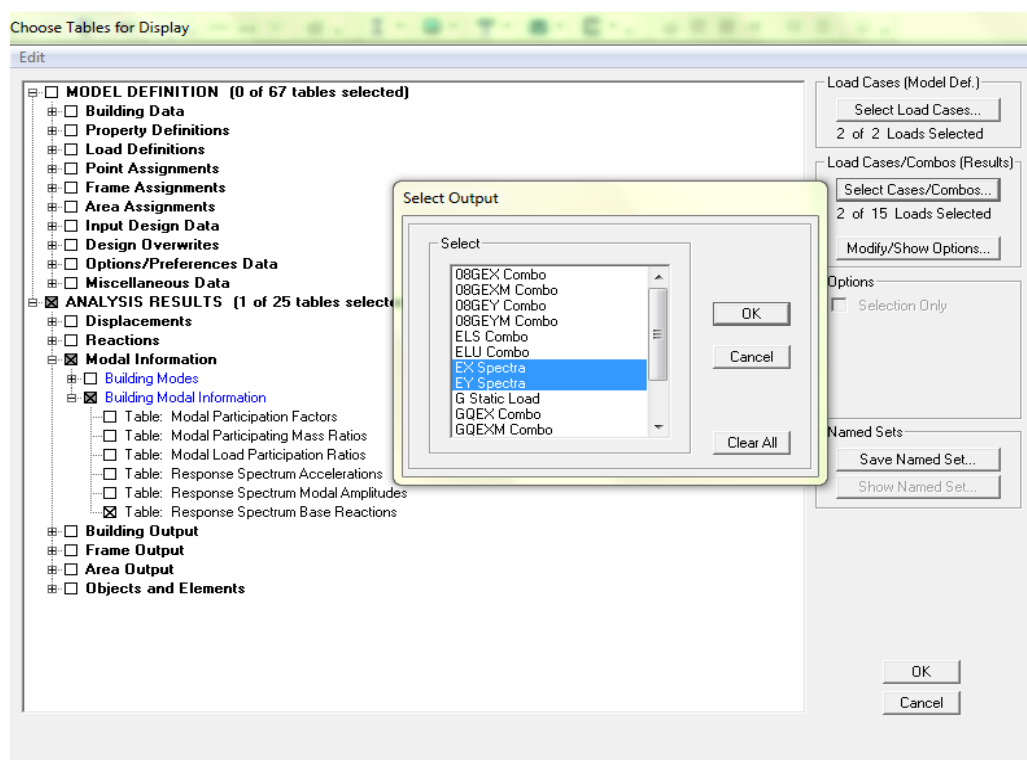 Choose Tables for Display
Edit
MODEL DEFINITION (0 of 67 tables selected)
Building Data
Property Definitions
Load Definitions
Point Assignments
Frame Assignments
Area Assignments
Input Design Data
Design Overwrites
Options/Preferences Data
Miscellaneous Data
ANALYSIS RESULTS (1 of 25 tables selecte
Displacements
Reactions
Modal Information
Building Modes
Building Modal Information
Table: Modal Participation Factors
Table: Modal Participating Mass Ratios
Table: Modal Load Participation Ratios
Table: Response Spectrum Accelerations
Table: Response Spectrum Modal Amplitudes
Table: Response Spectrum Base Reactions
Building Output
Frame Output
Area Output
Objects and Elements
Select Output
Select
08GEX Combo
08GEXM Combo
08GEY Combo
08GEYM Combo
ELS Combo
ELU Combo
EX Spectra
EY Spectra
G Static Load
GQEX Combo
GQEXM Combo
OK
Cancel
Clear All
Load Cases (Model Def.)
Select Load Cases...
2 of 2 Loads Selected
Load Cases/Combos (Results)
Select Cases/Combos...
2 of 15 Loads Selected
Modify/Show Options...
Options
Selection Only
Named Sets
Save Named Set...
Show Named Set...
OK
Cancel